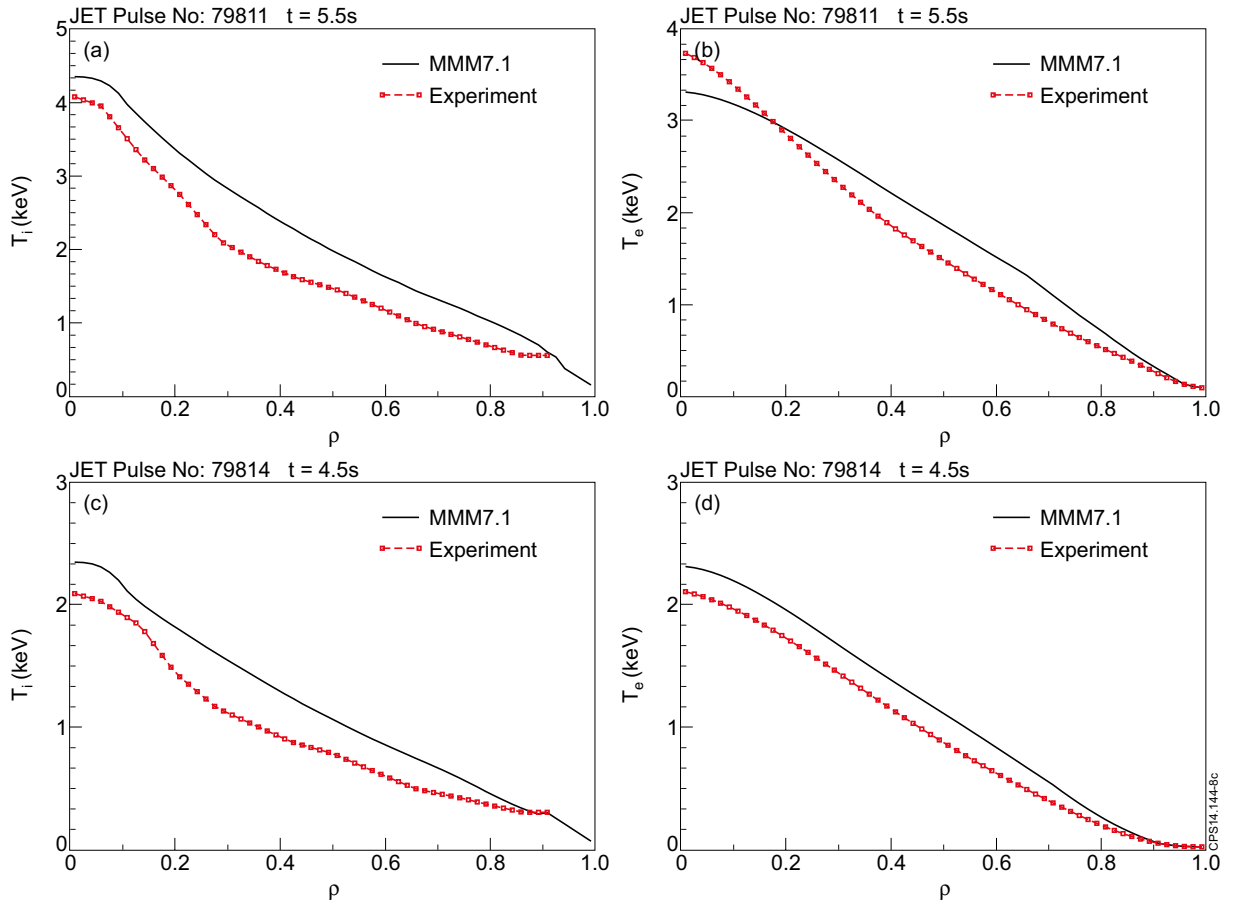 JET Pulse No: 79811 t = 5.5s
(a)
MMM7.1
Experiment
5
4
3
2
1
0
T_i (keV)
0 0.2 0.4 0.6 0.8 1.0
ρ
JET Pulse No: 79811 t = 5.5s
(b)
MMM7.1
Experiment
4
3
2
1
0
T_e (keV)
0 0.2 0.4 0.6 0.8 1.0
ρ
JET Pulse No: 79814 t = 4.5s
(c)
MMM7.1
Experiment
3
2
1
0
T_i (keV)
0 0.2 0.4 0.6 0.8 1.0
ρ
JET Pulse No: 79814 t = 4.5s
(d)
MMM7.1
Experiment
3
2
1
0
T_e (keV)
0 0.2 0.4 0.6 0.8 1.0
ρ
CPS14.144-8c